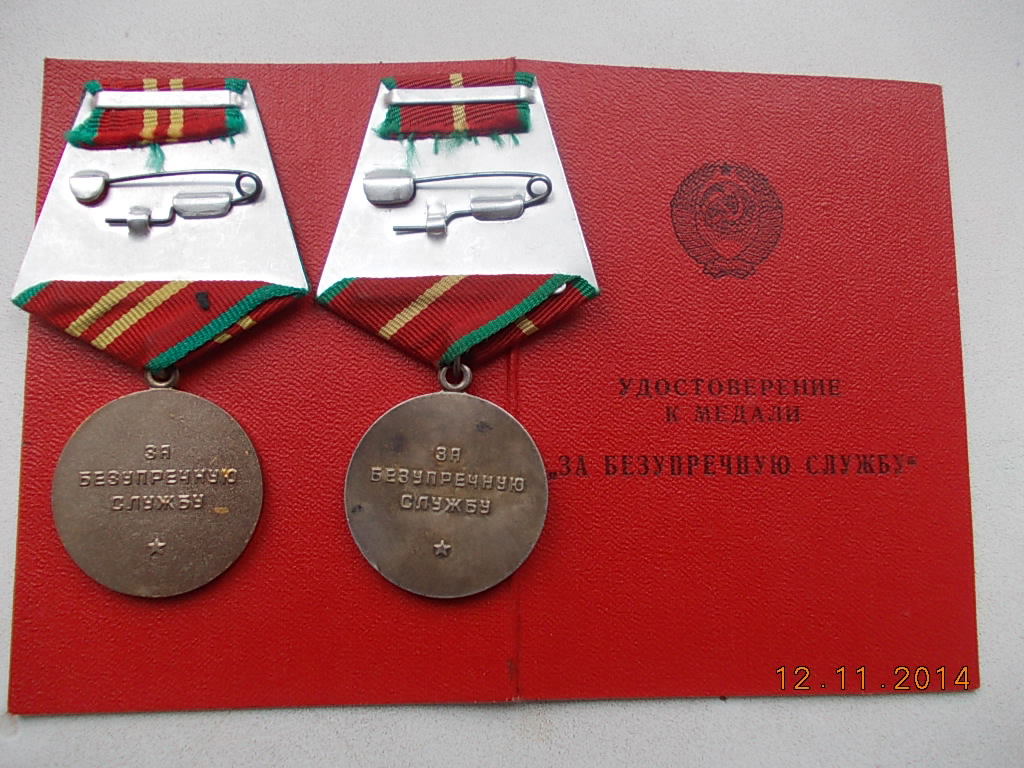 ЗА
БЕЗУПРЕЧНУЮ
СЛУЖБУ
ЗА
БЕЗУПРЕЧНУЮ
СЛУЖБУ
УДОСТОВЕРЕНИЕ
К МЕДАЛИ
„ЗА БЕЗУПРЕЧНУЮ СЛУЖБУ“
12.11.2014